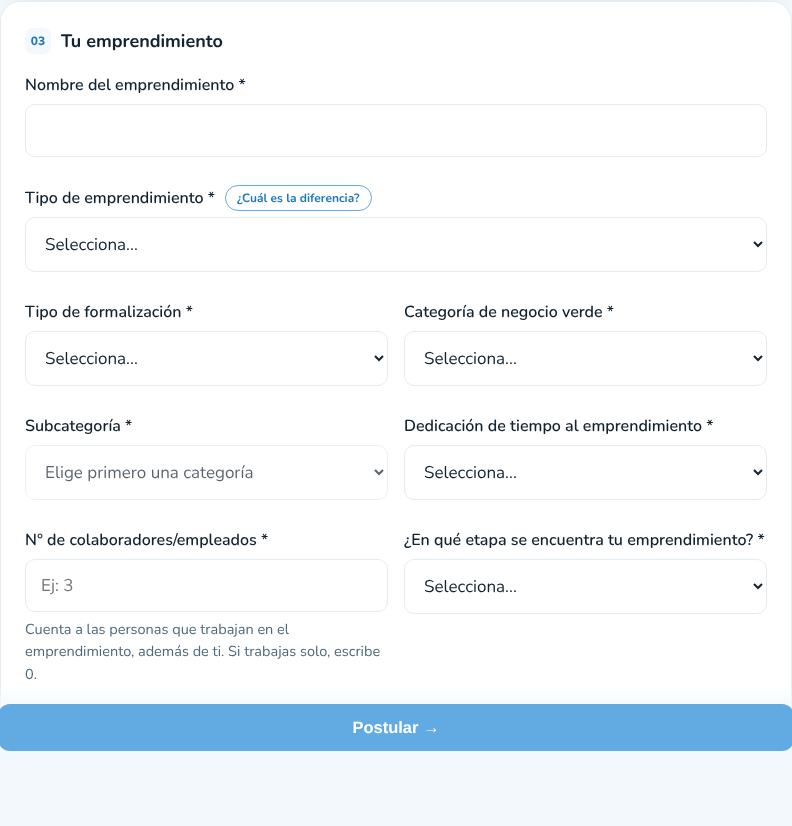 03 Tu emprendimiento
Nombre del emprendimiento *
Tipo de emprendimiento * ¿Cuál es la diferencia?
Selecciona...
Tipo de formalización *
Selecciona...
Categoría de negocio verde *
Selecciona...
Subcategoría *
Elige primero una categoría
Dedicación de tiempo al emprendimiento *
Selecciona...
Nº de colaboradores/empleados *
Ej: 3
Cuenta a las personas que trabajan en el
emprendimiento, además de ti. Si trabajas solo, escribe
0.
¿En qué etapa se encuentra tu emprendimiento? *
Selecciona...
Postular →